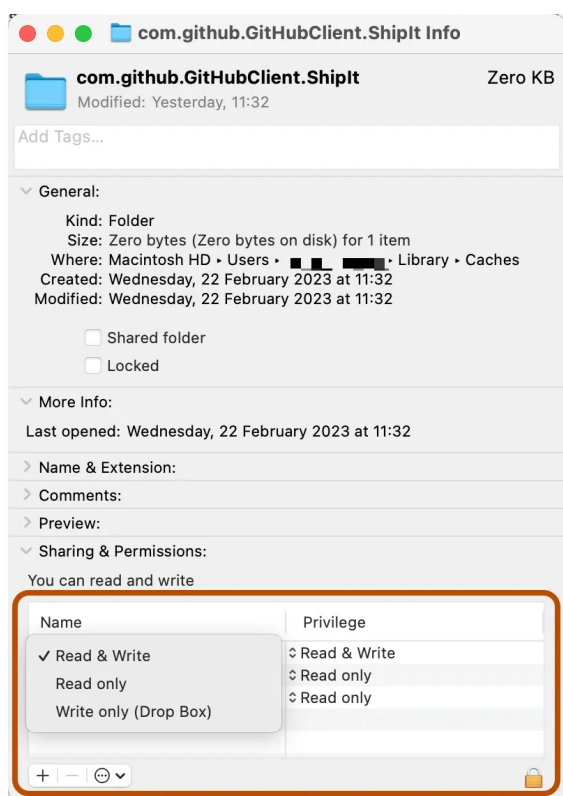 com.github.GitHubClient.ShipIt Info
com.github.GitHubClient.ShipIt Zero KB
Modified: Yesterday, 11:32
Add Tags...
General:
Kind: Folder
Size: Zero bytes (Zero bytes on disk) for 1 item
Where: Macintosh HD ▸ Users ▸ ▸ Library ▸ Caches
Created: Wednesday, 22 February 2023 at 11:32
Modified: Wednesday, 22 February 2023 at 11:32
Shared folder
Locked
More Info:
Last opened: Wednesday, 22 February 2023 at 11:32
Name & Extension:
Comments:
Preview:
Sharing & Permissions:
You can read and write
Name Privilege
✓ Read & Write
Read only
Write only (Drop Box)
Read & Write
Read only
Read only